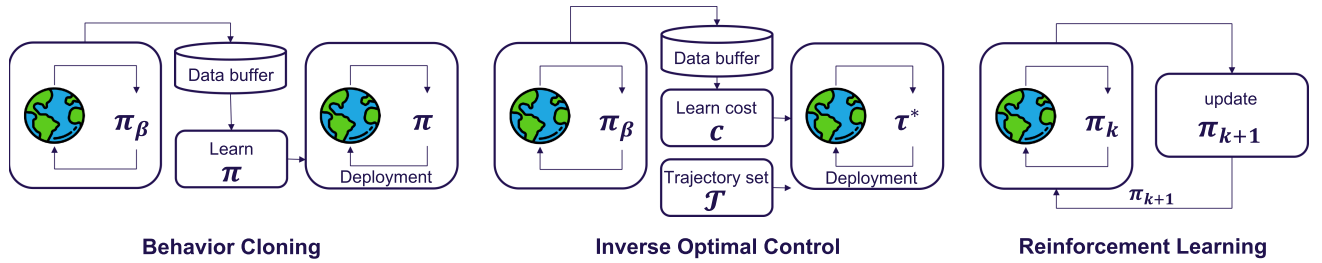 Data buffer
π_β
Learn
π
π
Deployment
Behavior Cloning
Data buffer
π_β
Learn cost
c
Trajectory set
𝒯
τ*
Deployment
Inverse Optimal Control
π_k
update
π_{k+1}
π_{k+1}
Reinforcement Learning